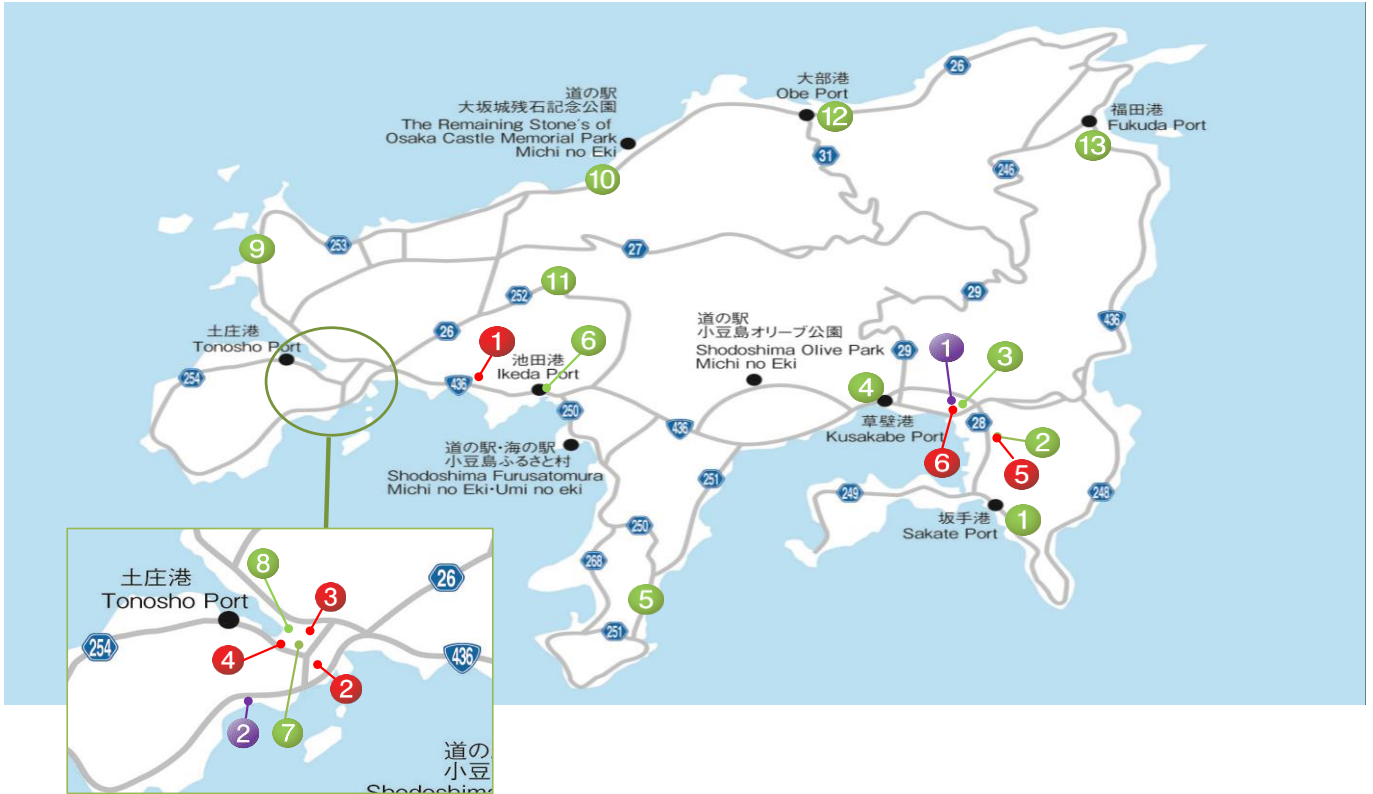 道の駅
大坂城残石記念公園
The Remaining Stone's of
Osaka Castle Memorial Park
Michi no Eki
大部港
Obe Port
福田港
Fukuda Port
26
12
31
13
246
10
9
253
27
11
252
26
29
436
土庄港
Tonosho Port
254
1
池田港
Ikeda Port
6
436
250
道の駅
小豆島オリーブ公園
Shodoshima Olive Park
Michi no Eki
29
1
3
4
草壁港
Kusakabe Port
28
2
6
5
436
道の駅・海の駅
小豆島ふるさと村
Shodoshima Furusatomura
Michi no Eki・Umi no eki
251
249
248
坂手港
Sakate Port
1
250
268
5
251
8
土庄港
Tonosho Port
26
3
254
4
436
2
2
7
道の
小豆
Shodoshima